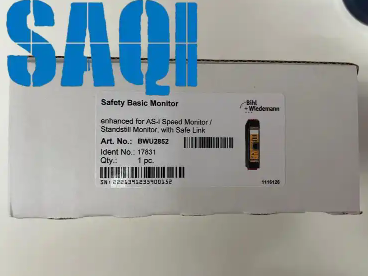 SAQI
Safety Basic Monitor
Bihl
+Wiedemann
enhanced for AS-i Speed Monitor /
Standstill Monitor, with Safe Link
Art. No.: BWU2852
Ident No.: 17831
Qty.: 1 pc.